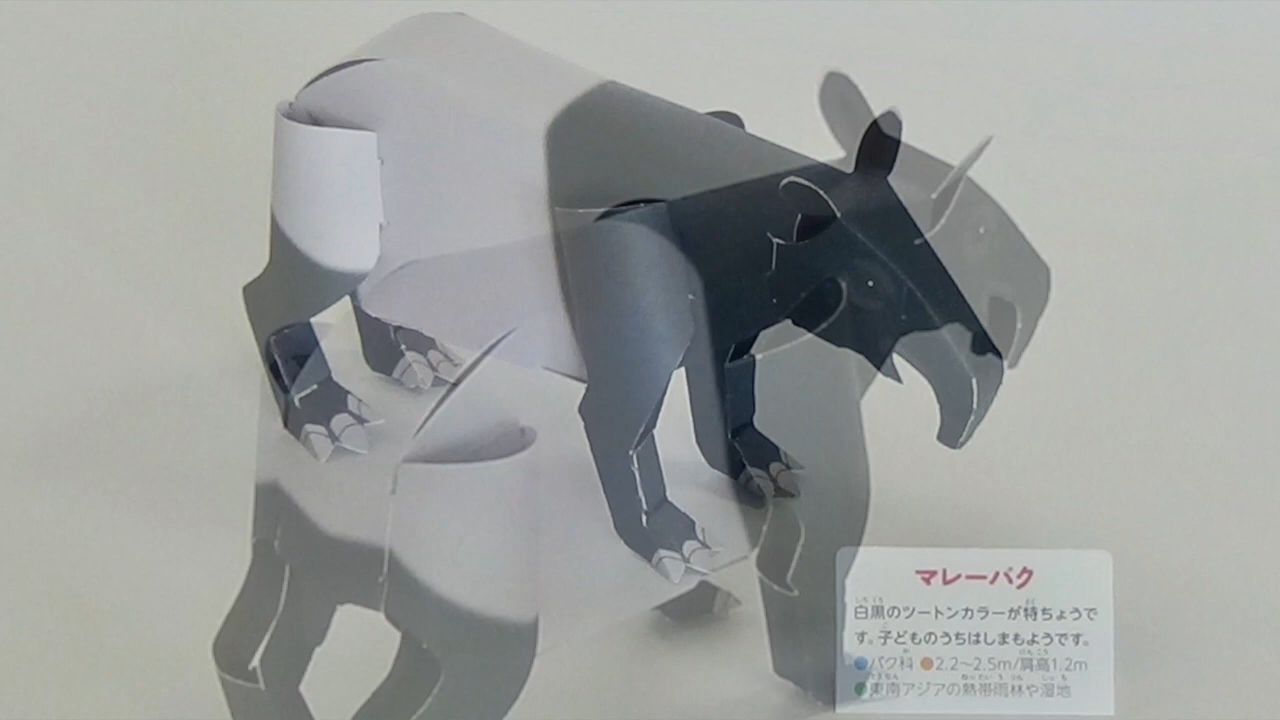 マレーバク
白黒のツートンカラーが特ちょうで
す。子どものうちはしまもようです。
バク科 2.2〜2.5m/肩高1.2m
東南アジアの熱帯雨林や湿地